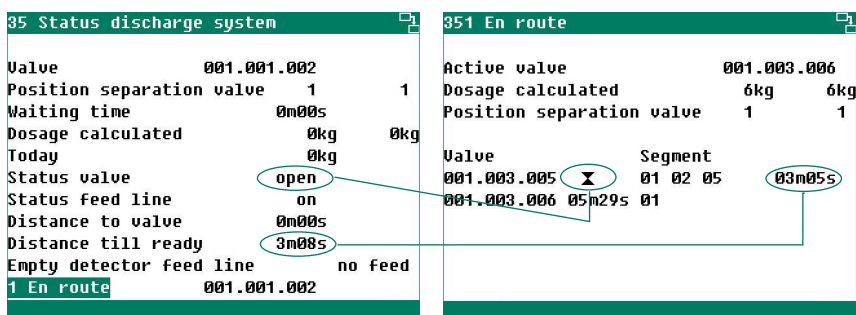 35 Status discharge system
Valve 001.001.002
Position separation valve 1 1
Waiting time 0m00s
Dosage calculated 0kg 0kg
Today 0kg
Status valve open
Status feed line on
Distance to valve 0m00s
Distance till ready 3m08s
Empty detector feed line no feed
1 En route 001.001.002
351 En route
Active valve 001.003.006
Dosage calculated 6kg 6kg
Position separation valve 1 1
Valve Segment
001.003.005 01 02 05 03m05s
001.003.006 05m29s 01